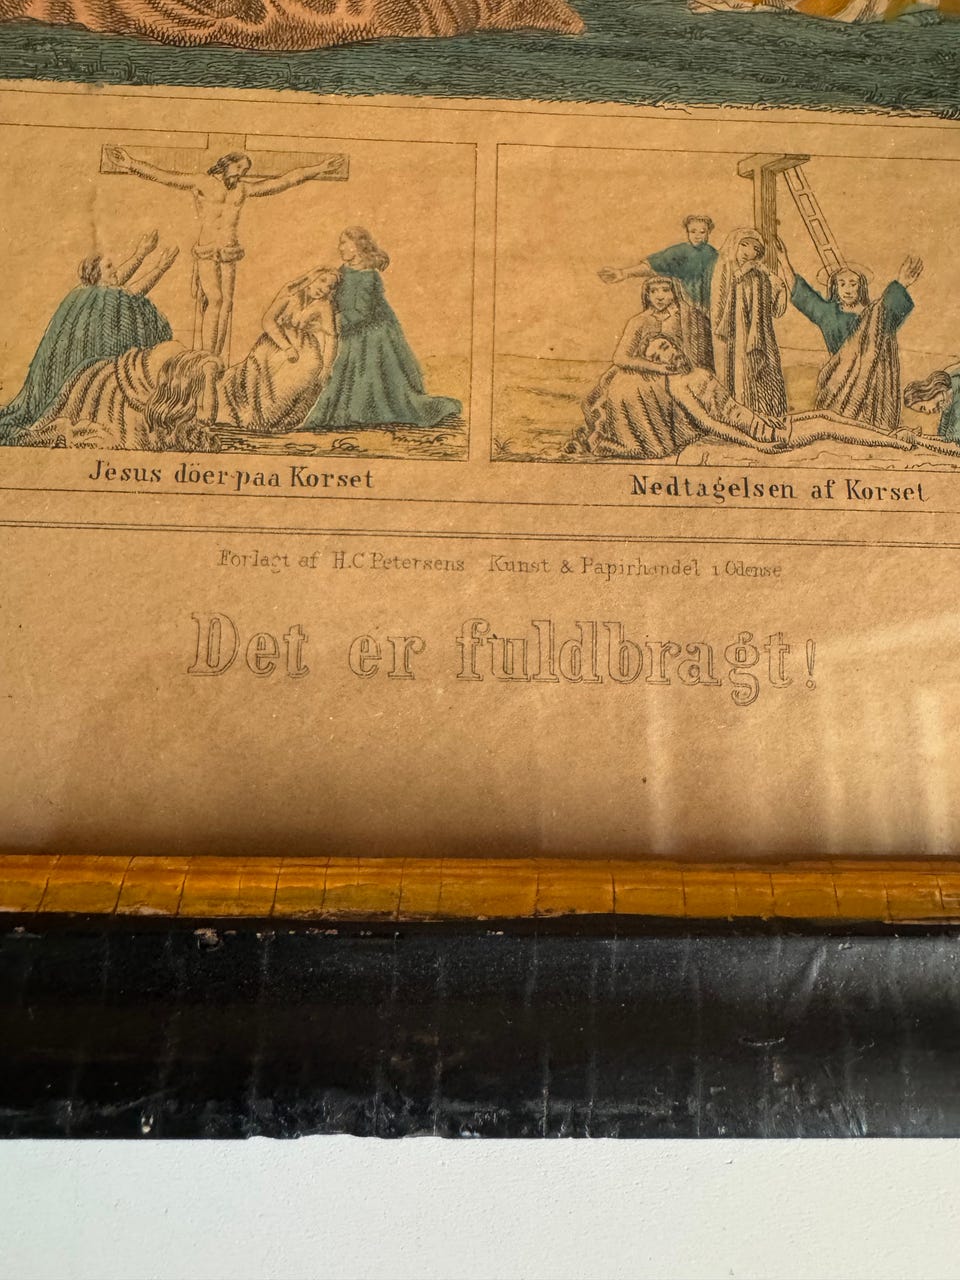 Jesus döer paa Korset
Nedtagelsen af Korset
Forlagt af H.C Petersens Kunst & Papirhandel i Odense
Det er fuldbragt!